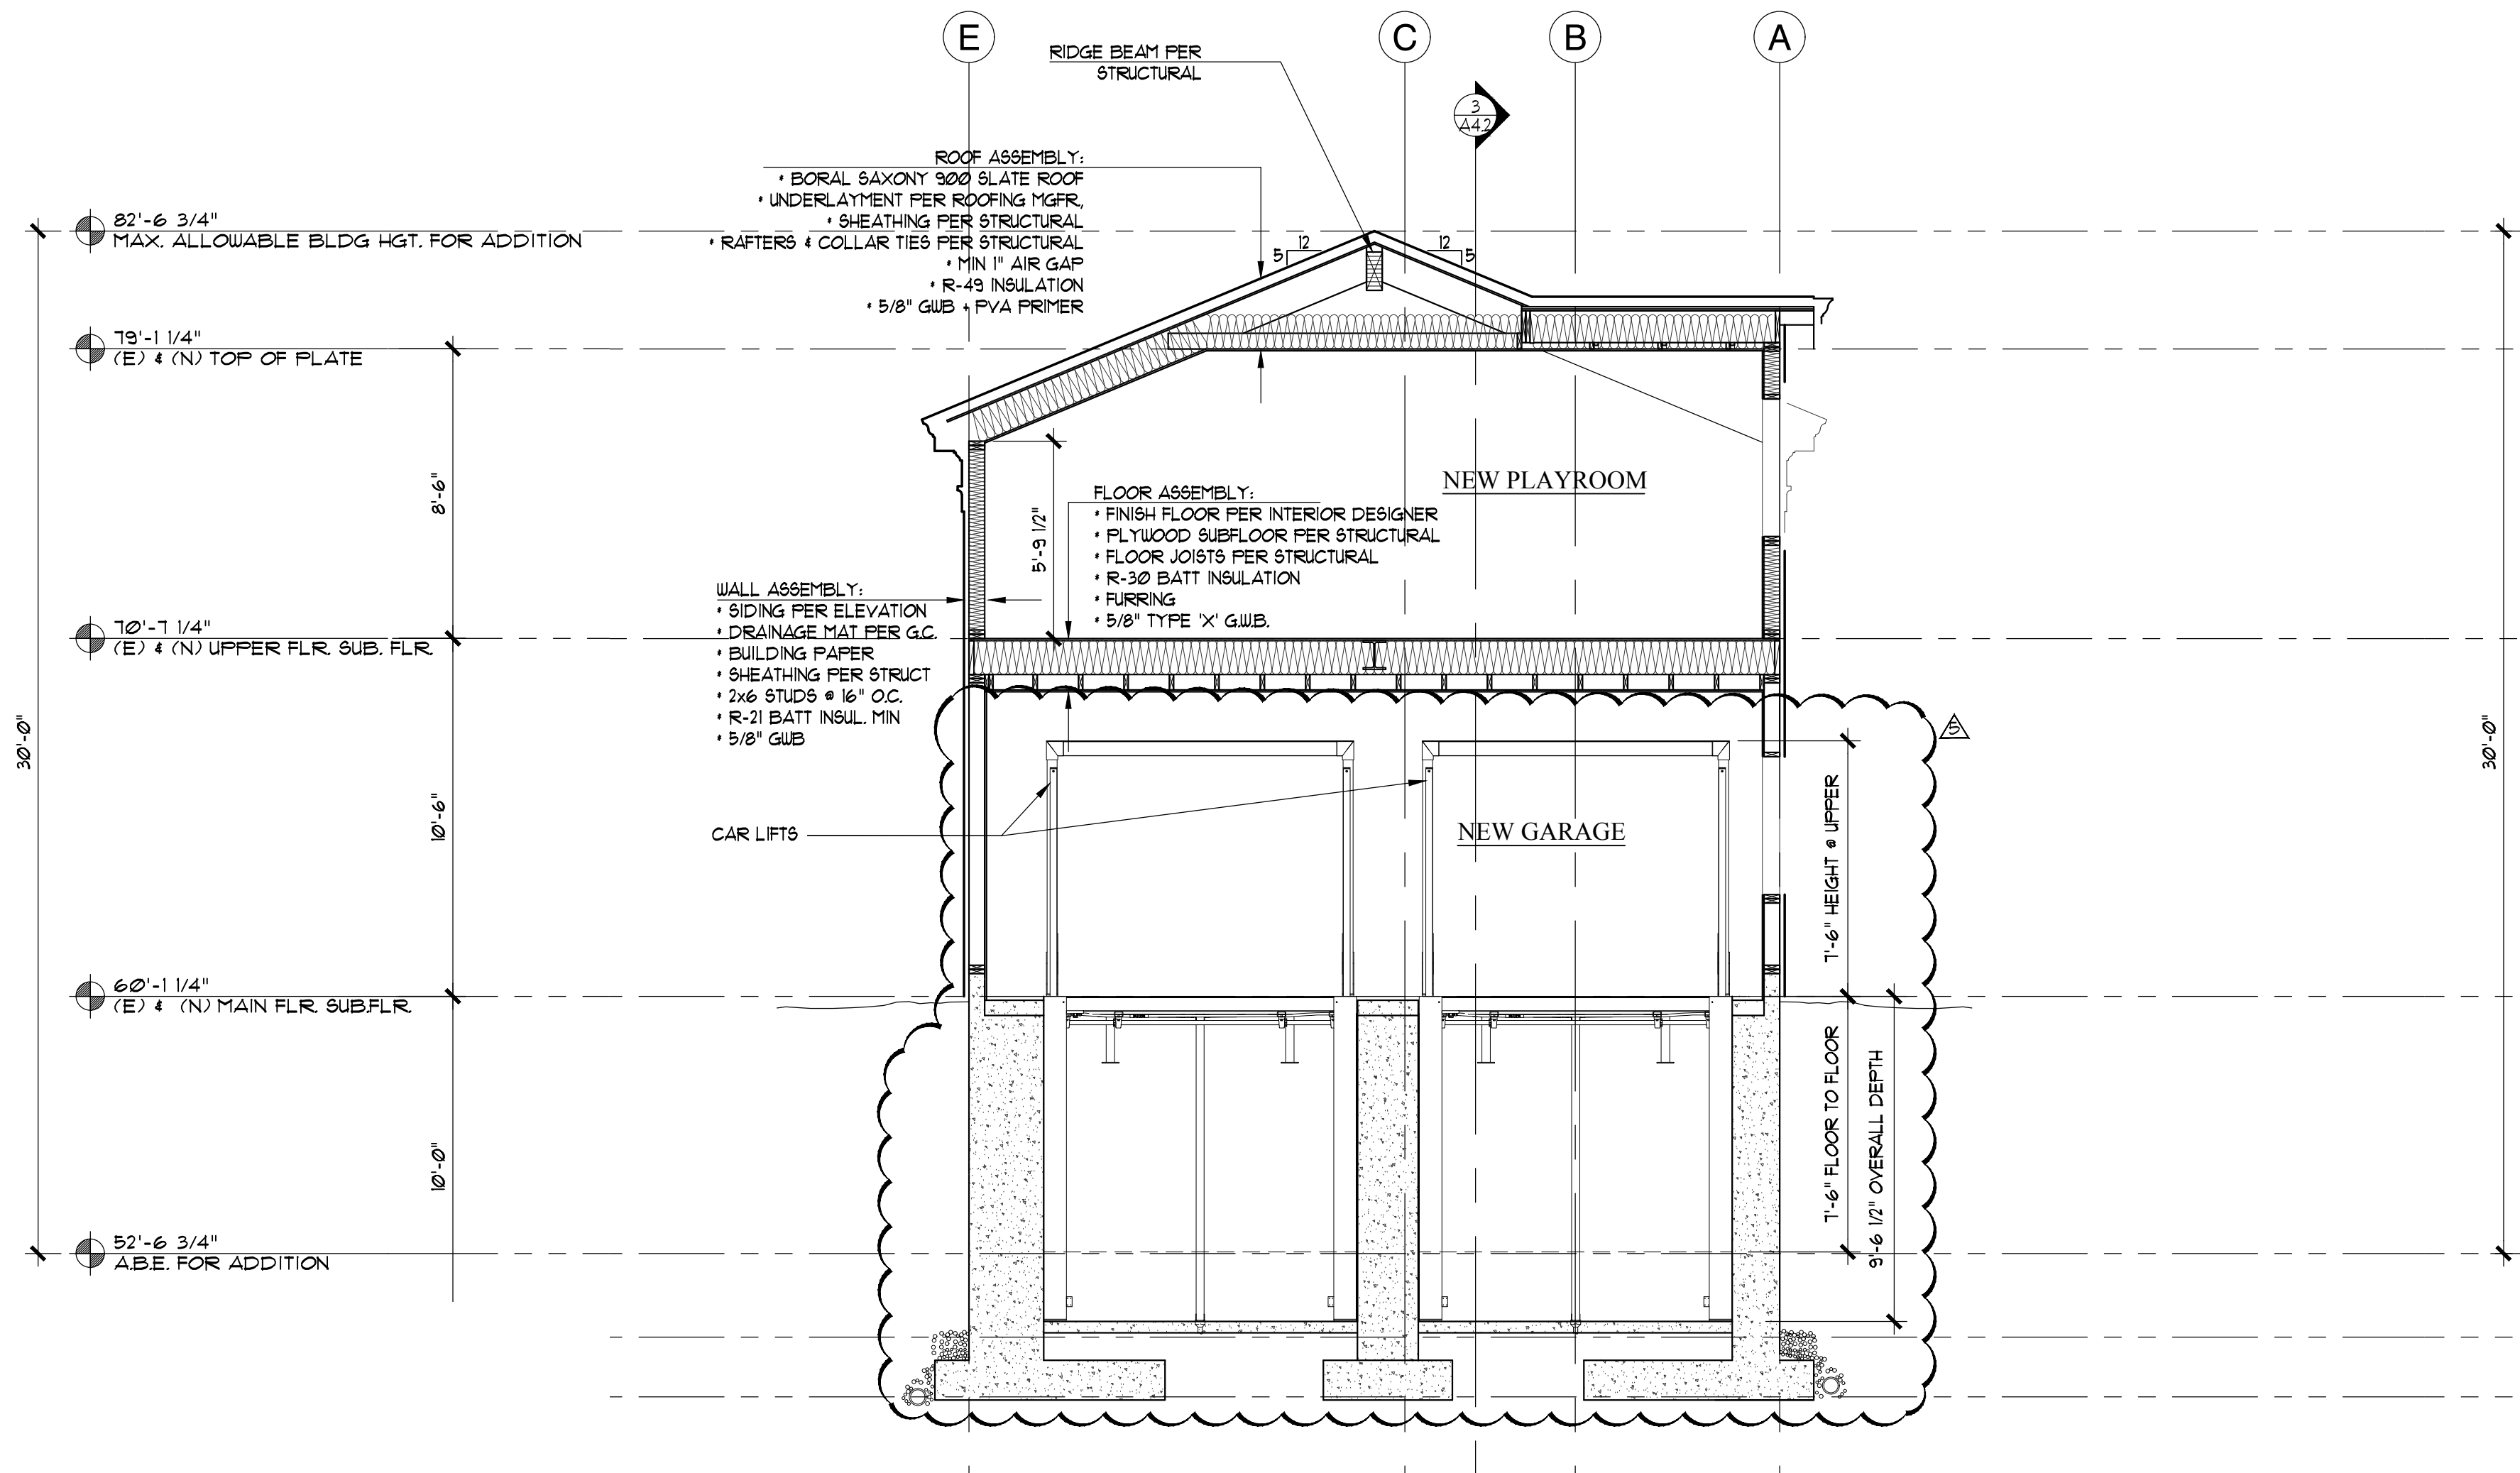 E
C
B
A
RIDGE BEAM PER
STRUCTURAL
3
A4.2
ROOF ASSEMBLY:
* BORAL SAXONY 900 SLATE ROOF
* UNDERLAYMENT PER ROOFING MGFR,
* SHEATHING PER STRUCTURAL
* RAFTERS & COLLAR TIES PER STRUCTURAL
* MIN 1" AIR GAP
* R-49 INSULATION
* 5/8" GWB + PVA PRIMER
12
5
12
5
82'-6 3/4"
MAX. ALLOWABLE BLDG HGT. FOR ADDITION
79'-1 1/4"
(E) & (N) TOP OF PLATE
8'-6"
5'-9 1/2"
NEW PLAYROOM
FLOOR ASSEMBLY:
* FINISH FLOOR PER INTERIOR DESIGNER
* PLYWOOD SUBFLOOR PER STRUCTURAL
* FLOOR JOISTS PER STRUCTURAL
* R-30 BATT INSULATION
* FURRING
* 5/8" TYPE 'X' G.W.B.
WALL ASSEMBLY:
* SIDING PER ELEVATION
* DRAINAGE MAT PER G.C.
* BUILDING PAPER
* SHEATHING PER STRUCT
* 2x6 STUDS @ 16" O.C.
* R-21 BATT INSUL. MIN
* 5/8" GWB
70'-7 1/4"
(E) & (N) UPPER FLR. SUB. FLR.
30'-0"
30'-0"
5
10'-6"
CAR LIFTS
NEW GARAGE
7'-6" HEIGHT @ UPPER
60'-1 1/4"
(E) & (N) MAIN FLR. SUB.FLR.
10'-0"
7'-6" FLOOR TO FLOOR
9'-6 1/2" OVERALL DEPTH
52'-6 3/4"
A.B.E. FOR ADDITION